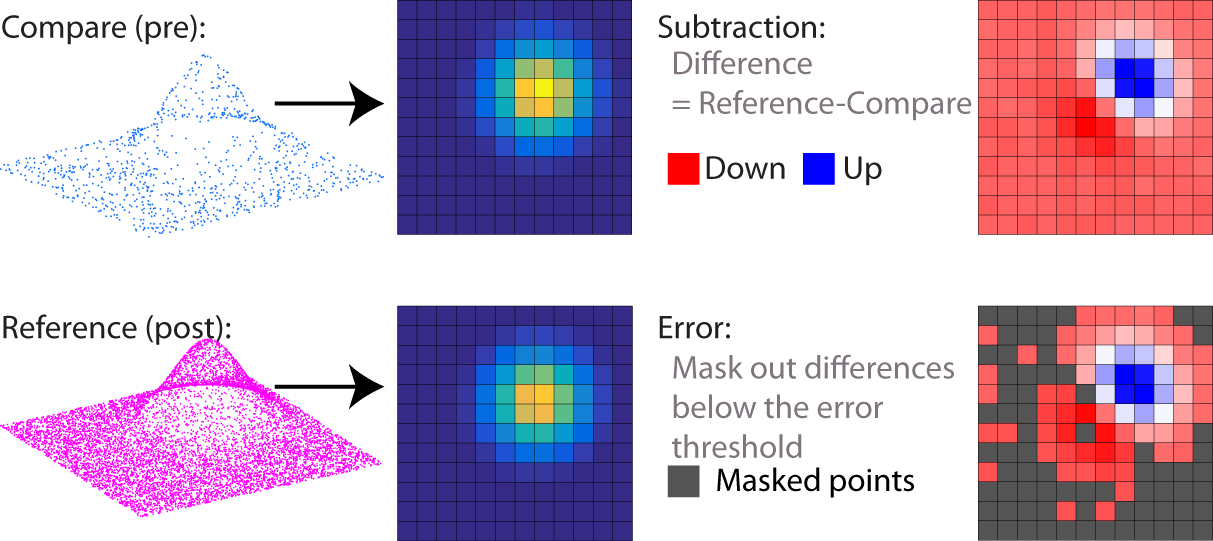 Compare (pre):
Subtraction:
Difference
= Reference-Compare
Down
Up
Reference (post):
Error:
Mask out differences
below the error
threshold
Masked points